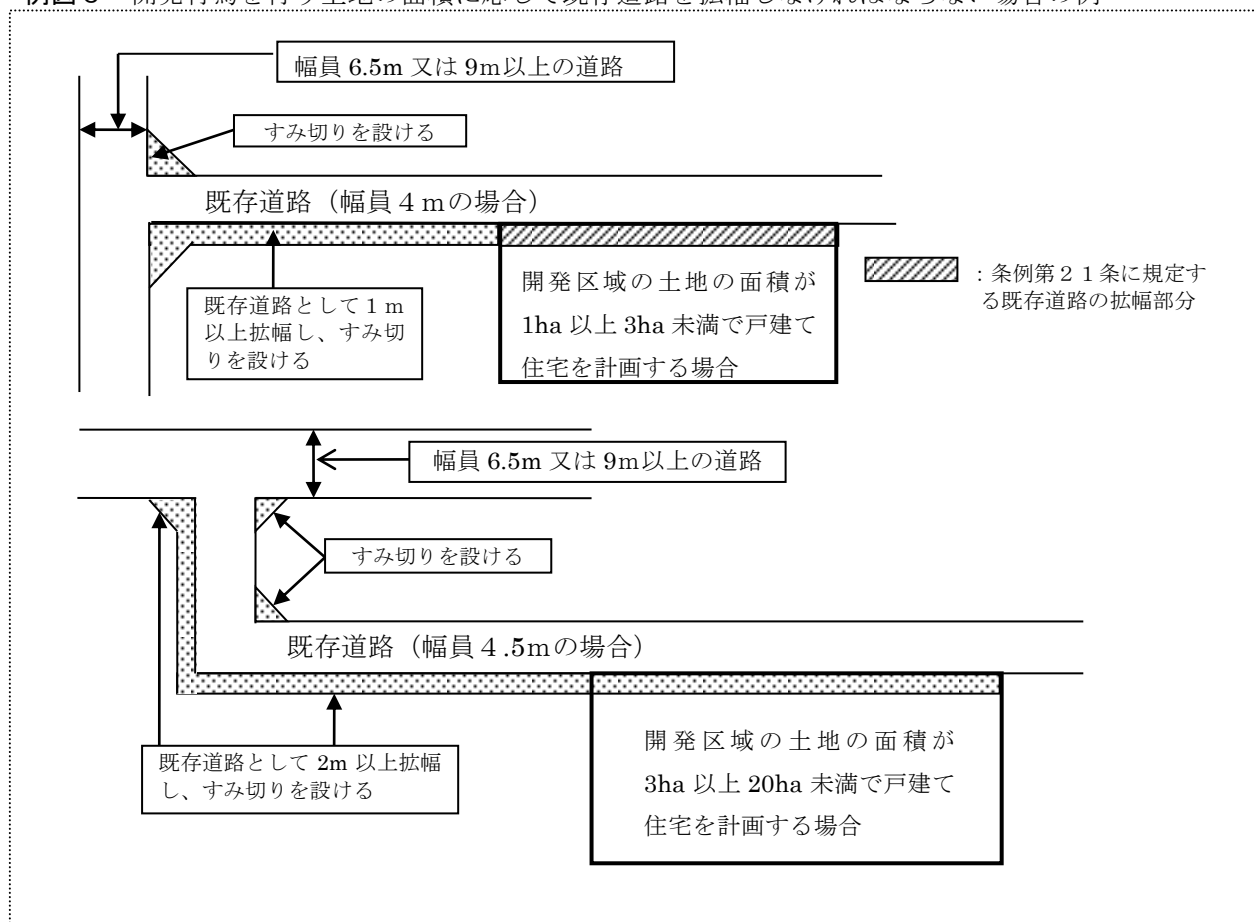 幅員 6.5m 又は 9m以上の道路
すみ切りを設ける
既存道路（幅員４ｍの場合）
既存道路として１ｍ
以上拡幅し、すみ切
りを設ける
開発区域の土地の面積が
1ha 以上 3ha 未満で戸建て
住宅を計画する場合
：条例第２１条に規定す
る既存道路の拡幅部分
幅員 6.5m 又は 9m以上の道路
すみ切りを設ける
既存道路（幅員４.5ｍの場合）
既存道路として 2m 以上拡幅
し、すみ切りを設ける
開発区域の土地の面積が
3ha 以上 20ha 未満で戸建て
住宅を計画する場合